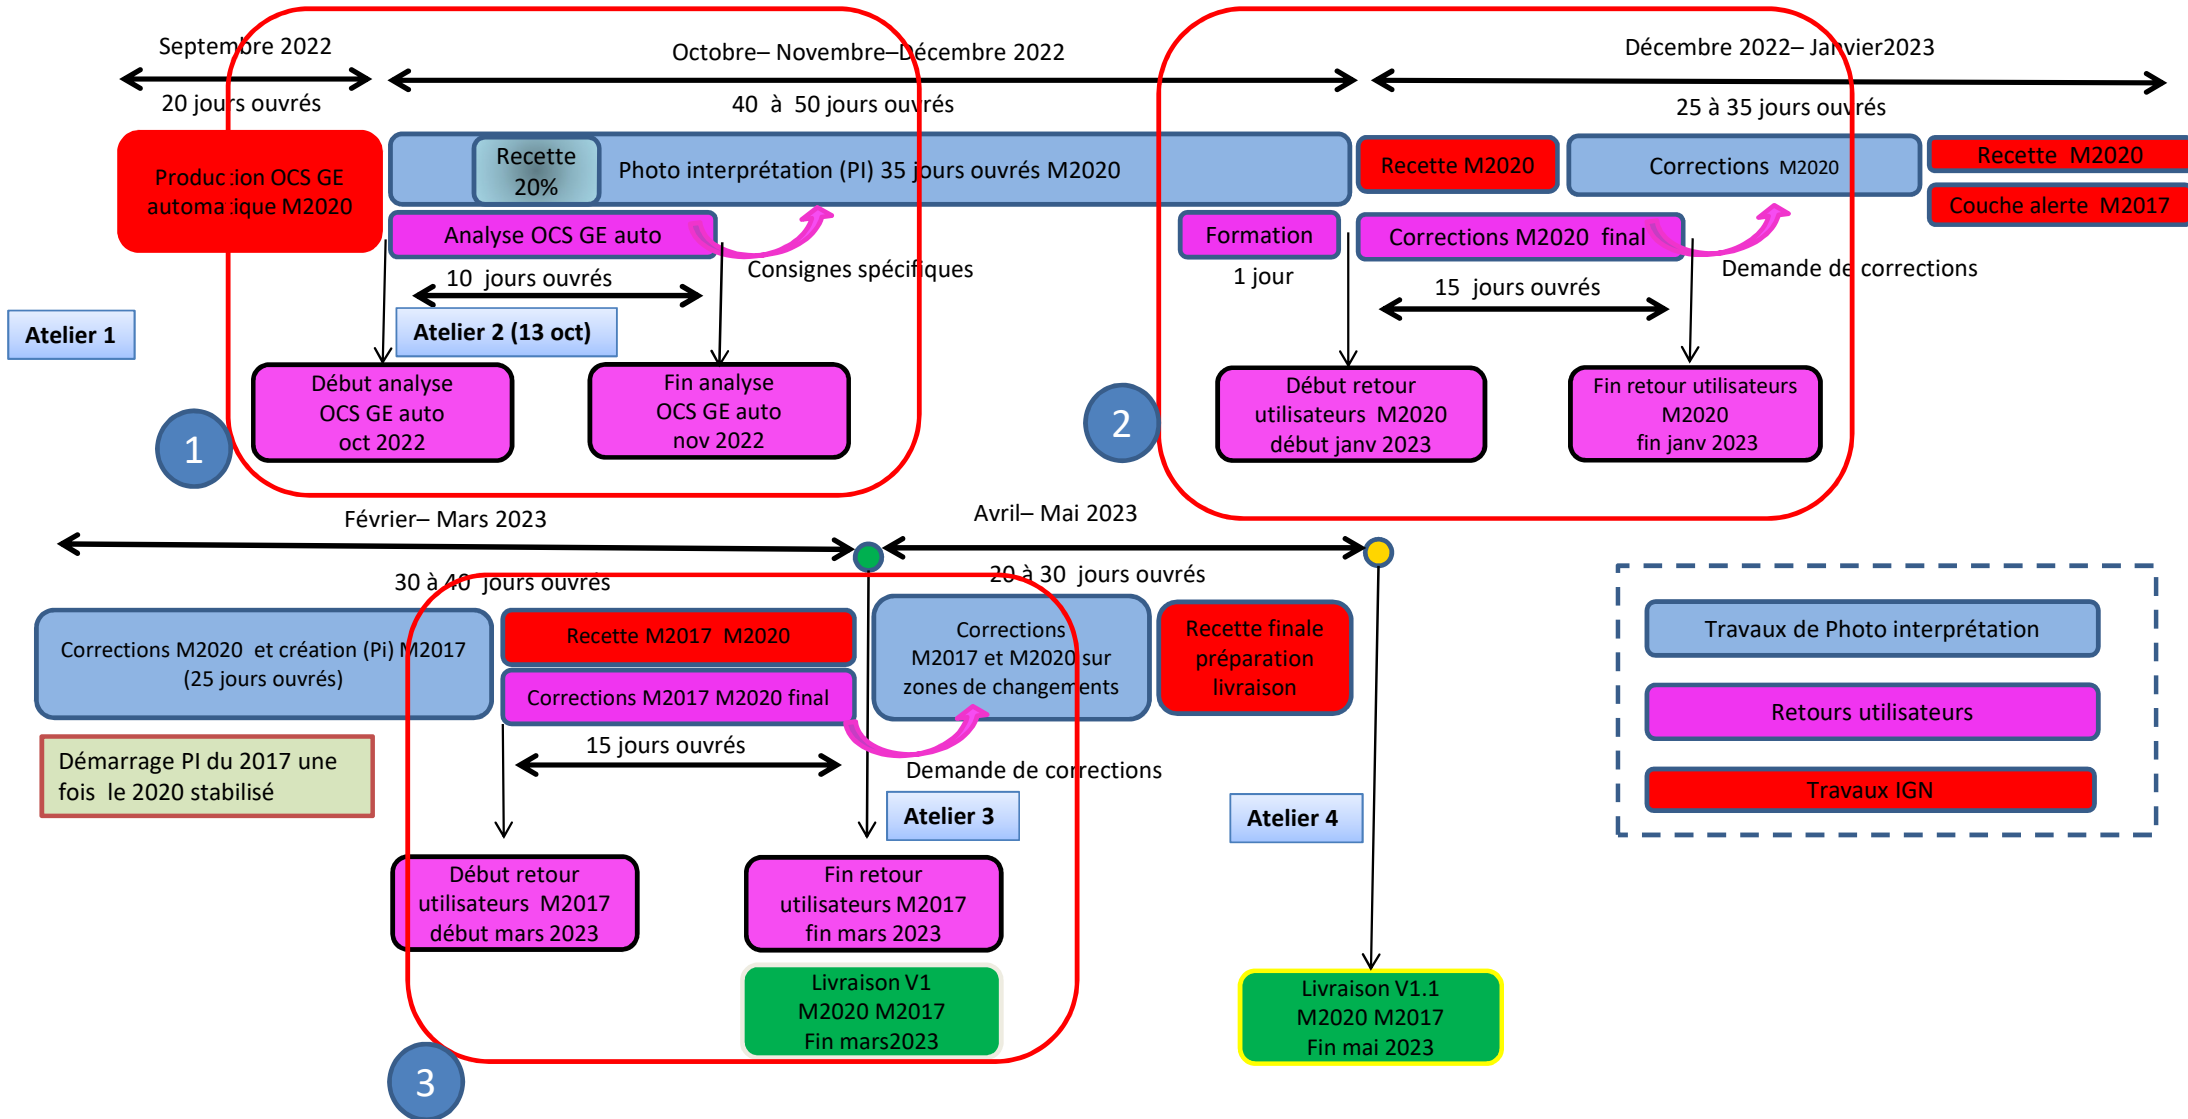 Septembre 2022
Octobre– Novembre–Décembre 2022
Décembre 2022– Janvier2023
20 jours ouvrés
40 à 50 jours ouvrés
25 à 35 jours ouvrés
Production OCS GE
automatique M2020
Recette
20%
Photo interprétation (PI) 35 jours ouvrés M2020
Recette M2020
Corrections M2020
Recette M2020
Couche alerte M2017
Analyse OCS GE auto
Consignes spécifiques
Formation
1 jour
Corrections M2020 final
Demande de corrections
10 jours ouvrés
15 jours ouvrés
Atelier 1
Atelier 2 (13 oct)
Début analyse
OCS GE auto
oct 2022
Fin analyse
OCS GE auto
nov 2022
Début retour
utilisateurs M2020
début janv 2023
Fin retour utilisateurs
M2020
fin janv 2023
1
2
Février– Mars 2023
Avril– Mai 2023
30 à 40 jours ouvrés
20 à 30 jours ouvrés
Corrections M2020 et création (Pi) M2017
(25 jours ouvrés)
Recette M2017 M2020
Corrections M2017 M2020 final
Corrections
M2017 et M2020 sur
zones de changements
Recette finale
préparation
livraison
Travaux de Photo interprétation
Retours utilisateurs
Travaux IGN
Démarrage PI du 2017 une
fois le 2020 stabilisé
15 jours ouvrés
Demande de corrections
Atelier 3
Atelier 4
Début retour
utilisateurs M2017
début mars 2023
Fin retour
utilisateurs M2017
fin mars 2023
Livraison V1
M2020 M2017
Fin mars2023
Livraison V1.1
M2020 M2017
Fin mai 2023
3